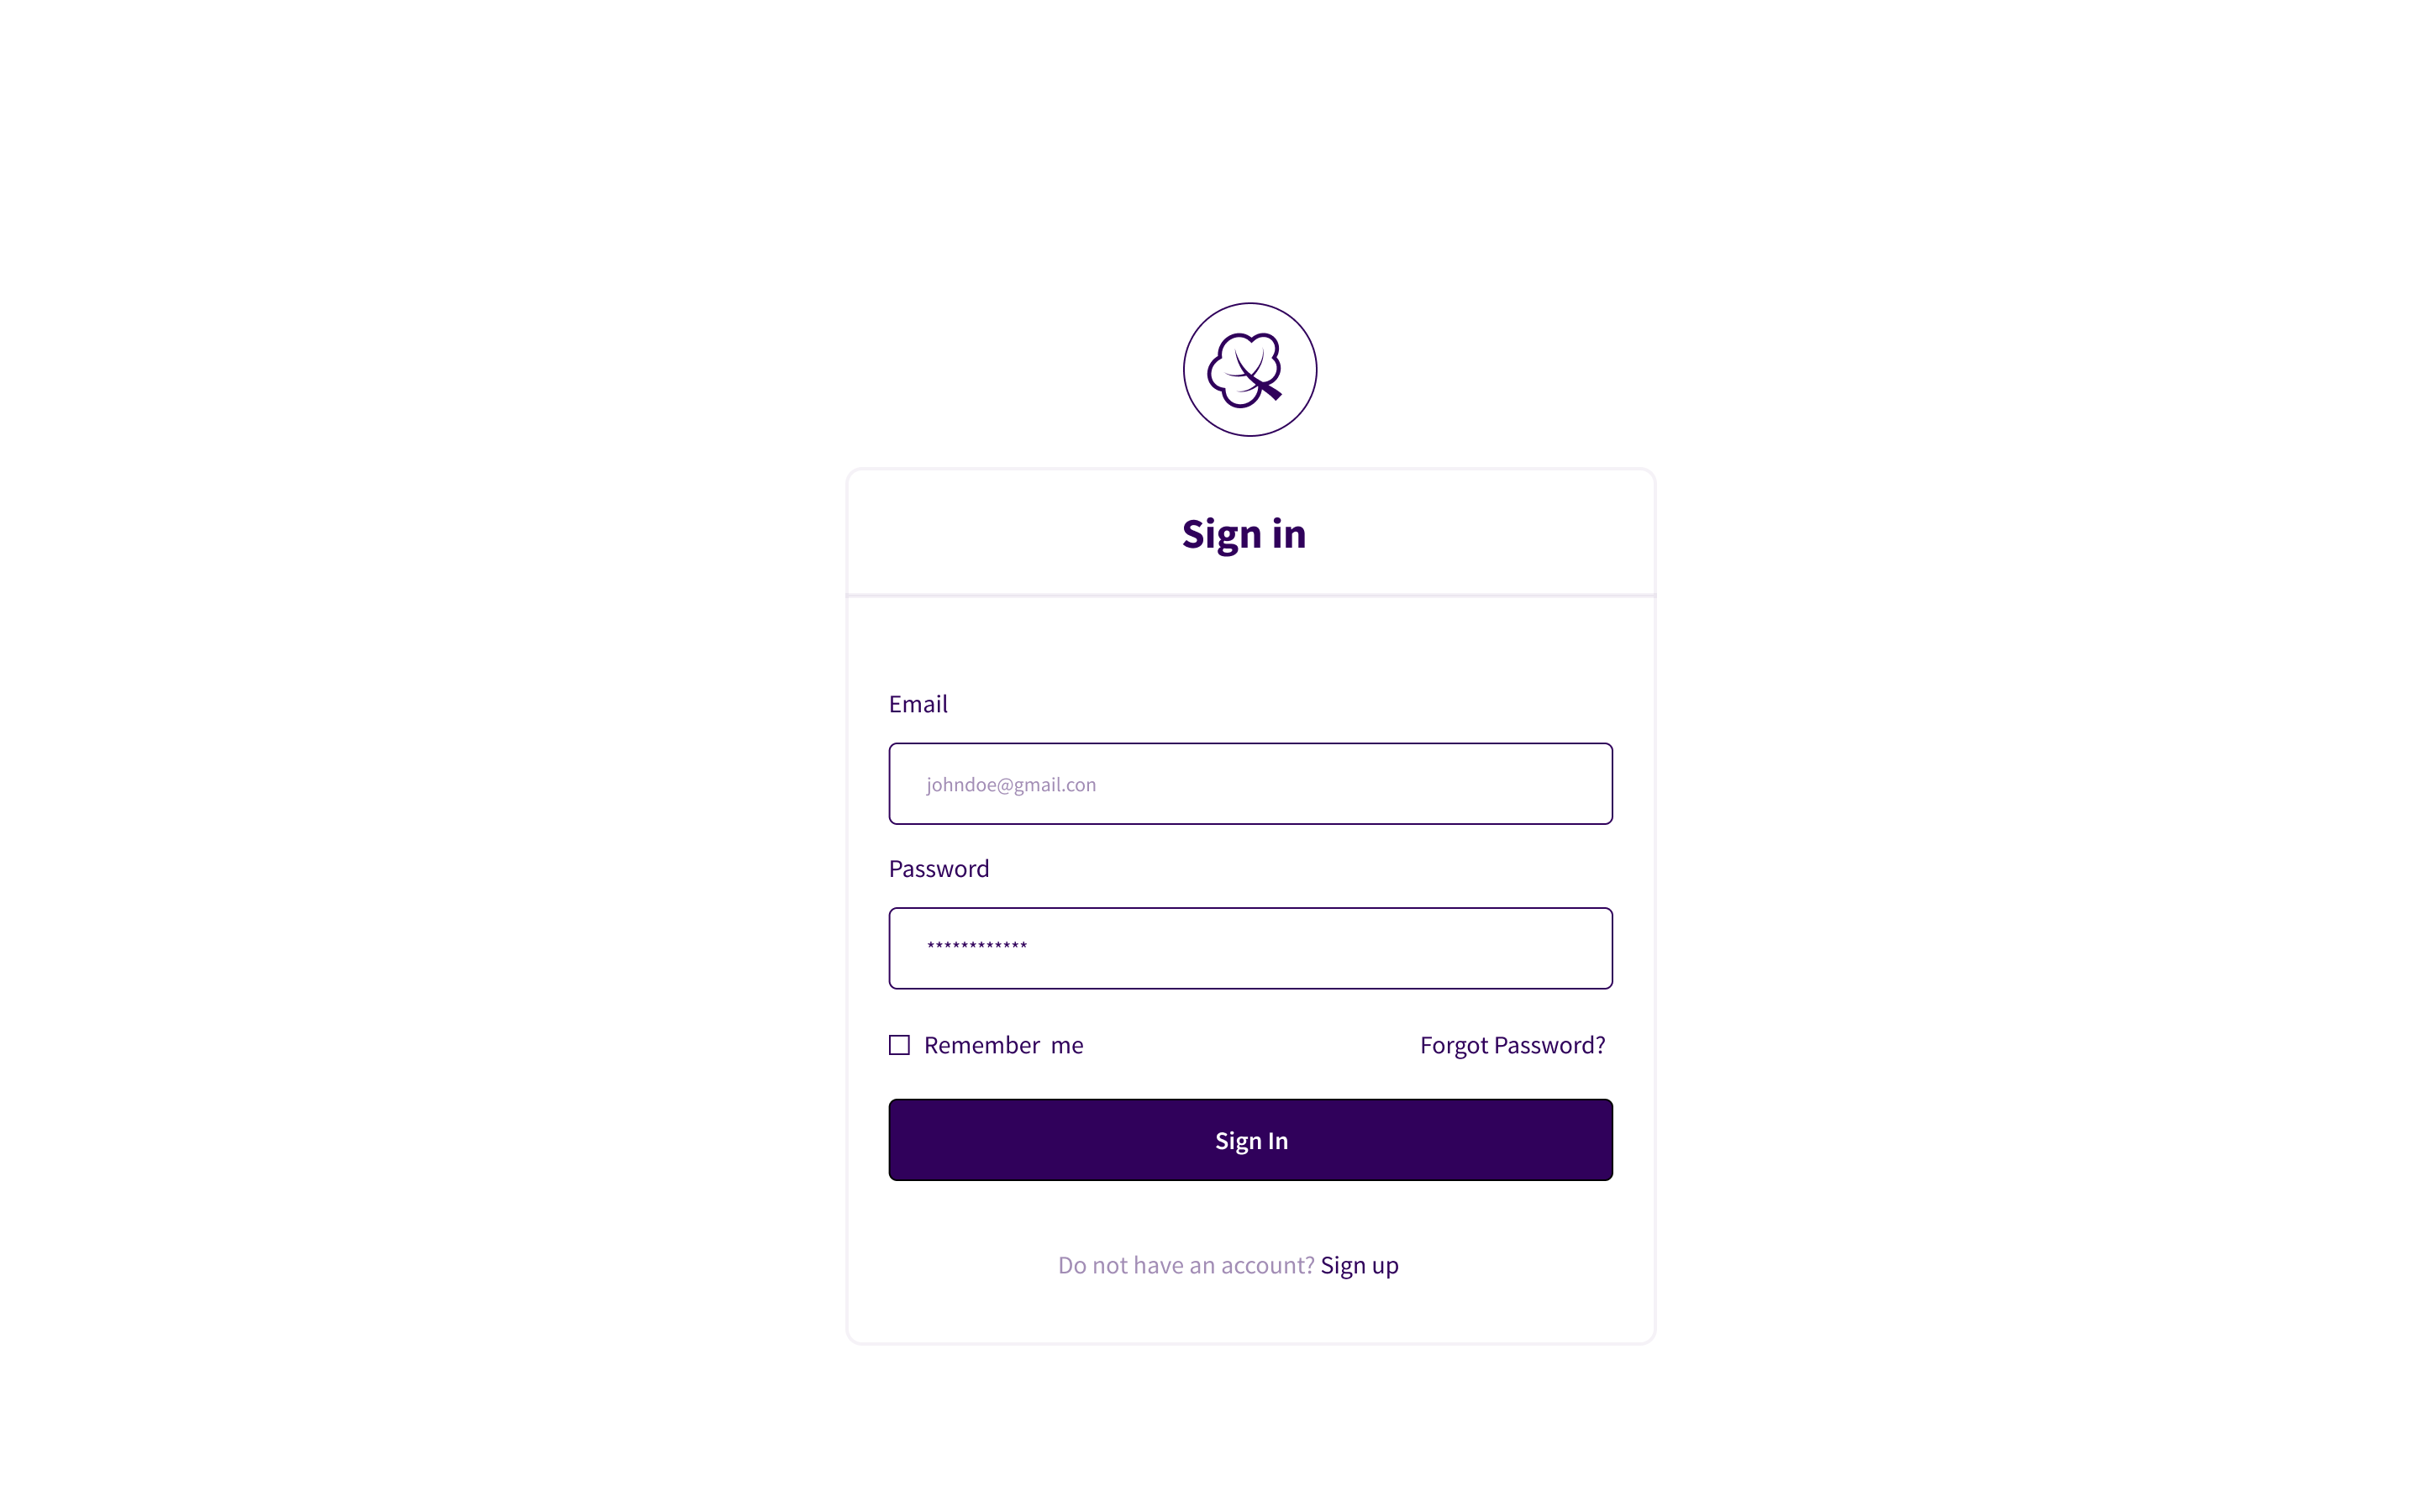 Sign in
Email
johndoe@gmail.con
Password
************
Remember me
Forgot Password?
Sign In
Do not have an account? Sign up